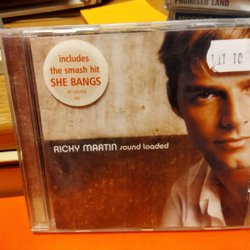 PROMISED LAND
includes
the smash hit
SHE BANGS
RICKY MARTIN sound loaded